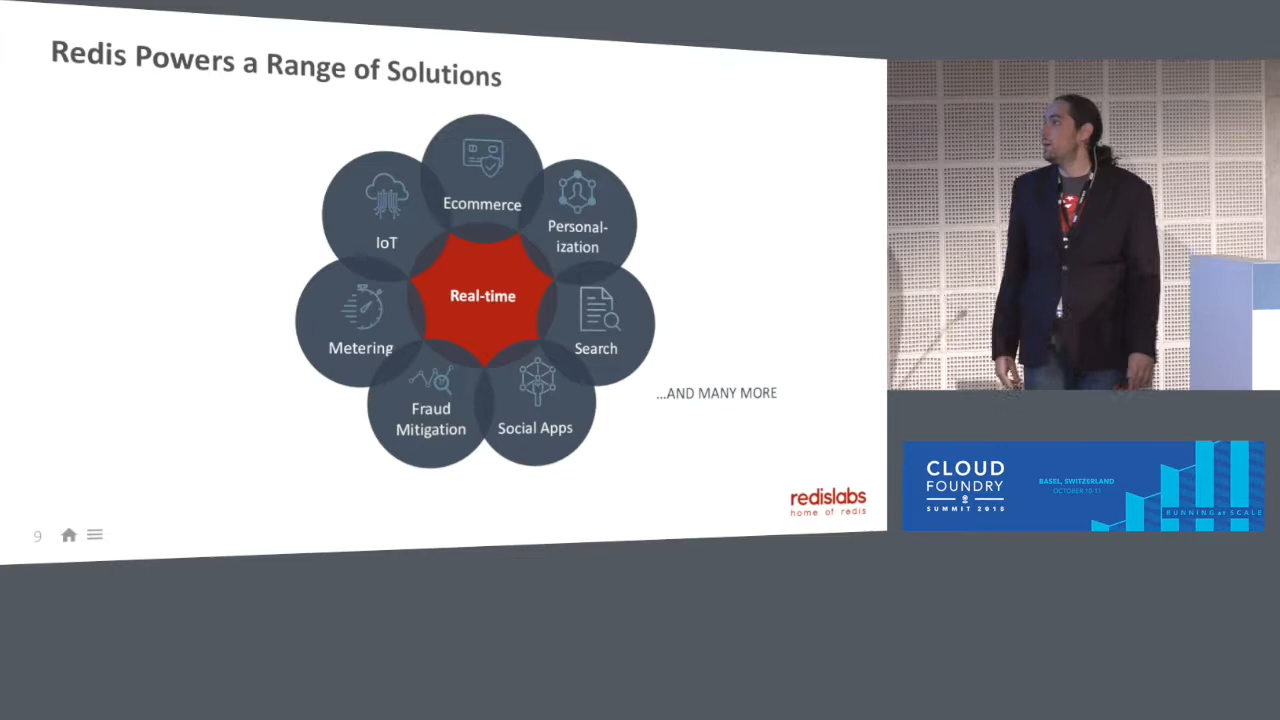 Redis Powers a Range of Solutions
Ecommerce
Personal-
ization
IoT
Real-time
Metering
Search
Fraud
Mitigation
Social Apps
...AND MANY MORE
redislabs
home of redis
9
CLOUD
FOUNDRY
SUMMIT 2018
BASEL, SWITZERLAND
OCTOBER 10-11
RUNNING AT SCALE